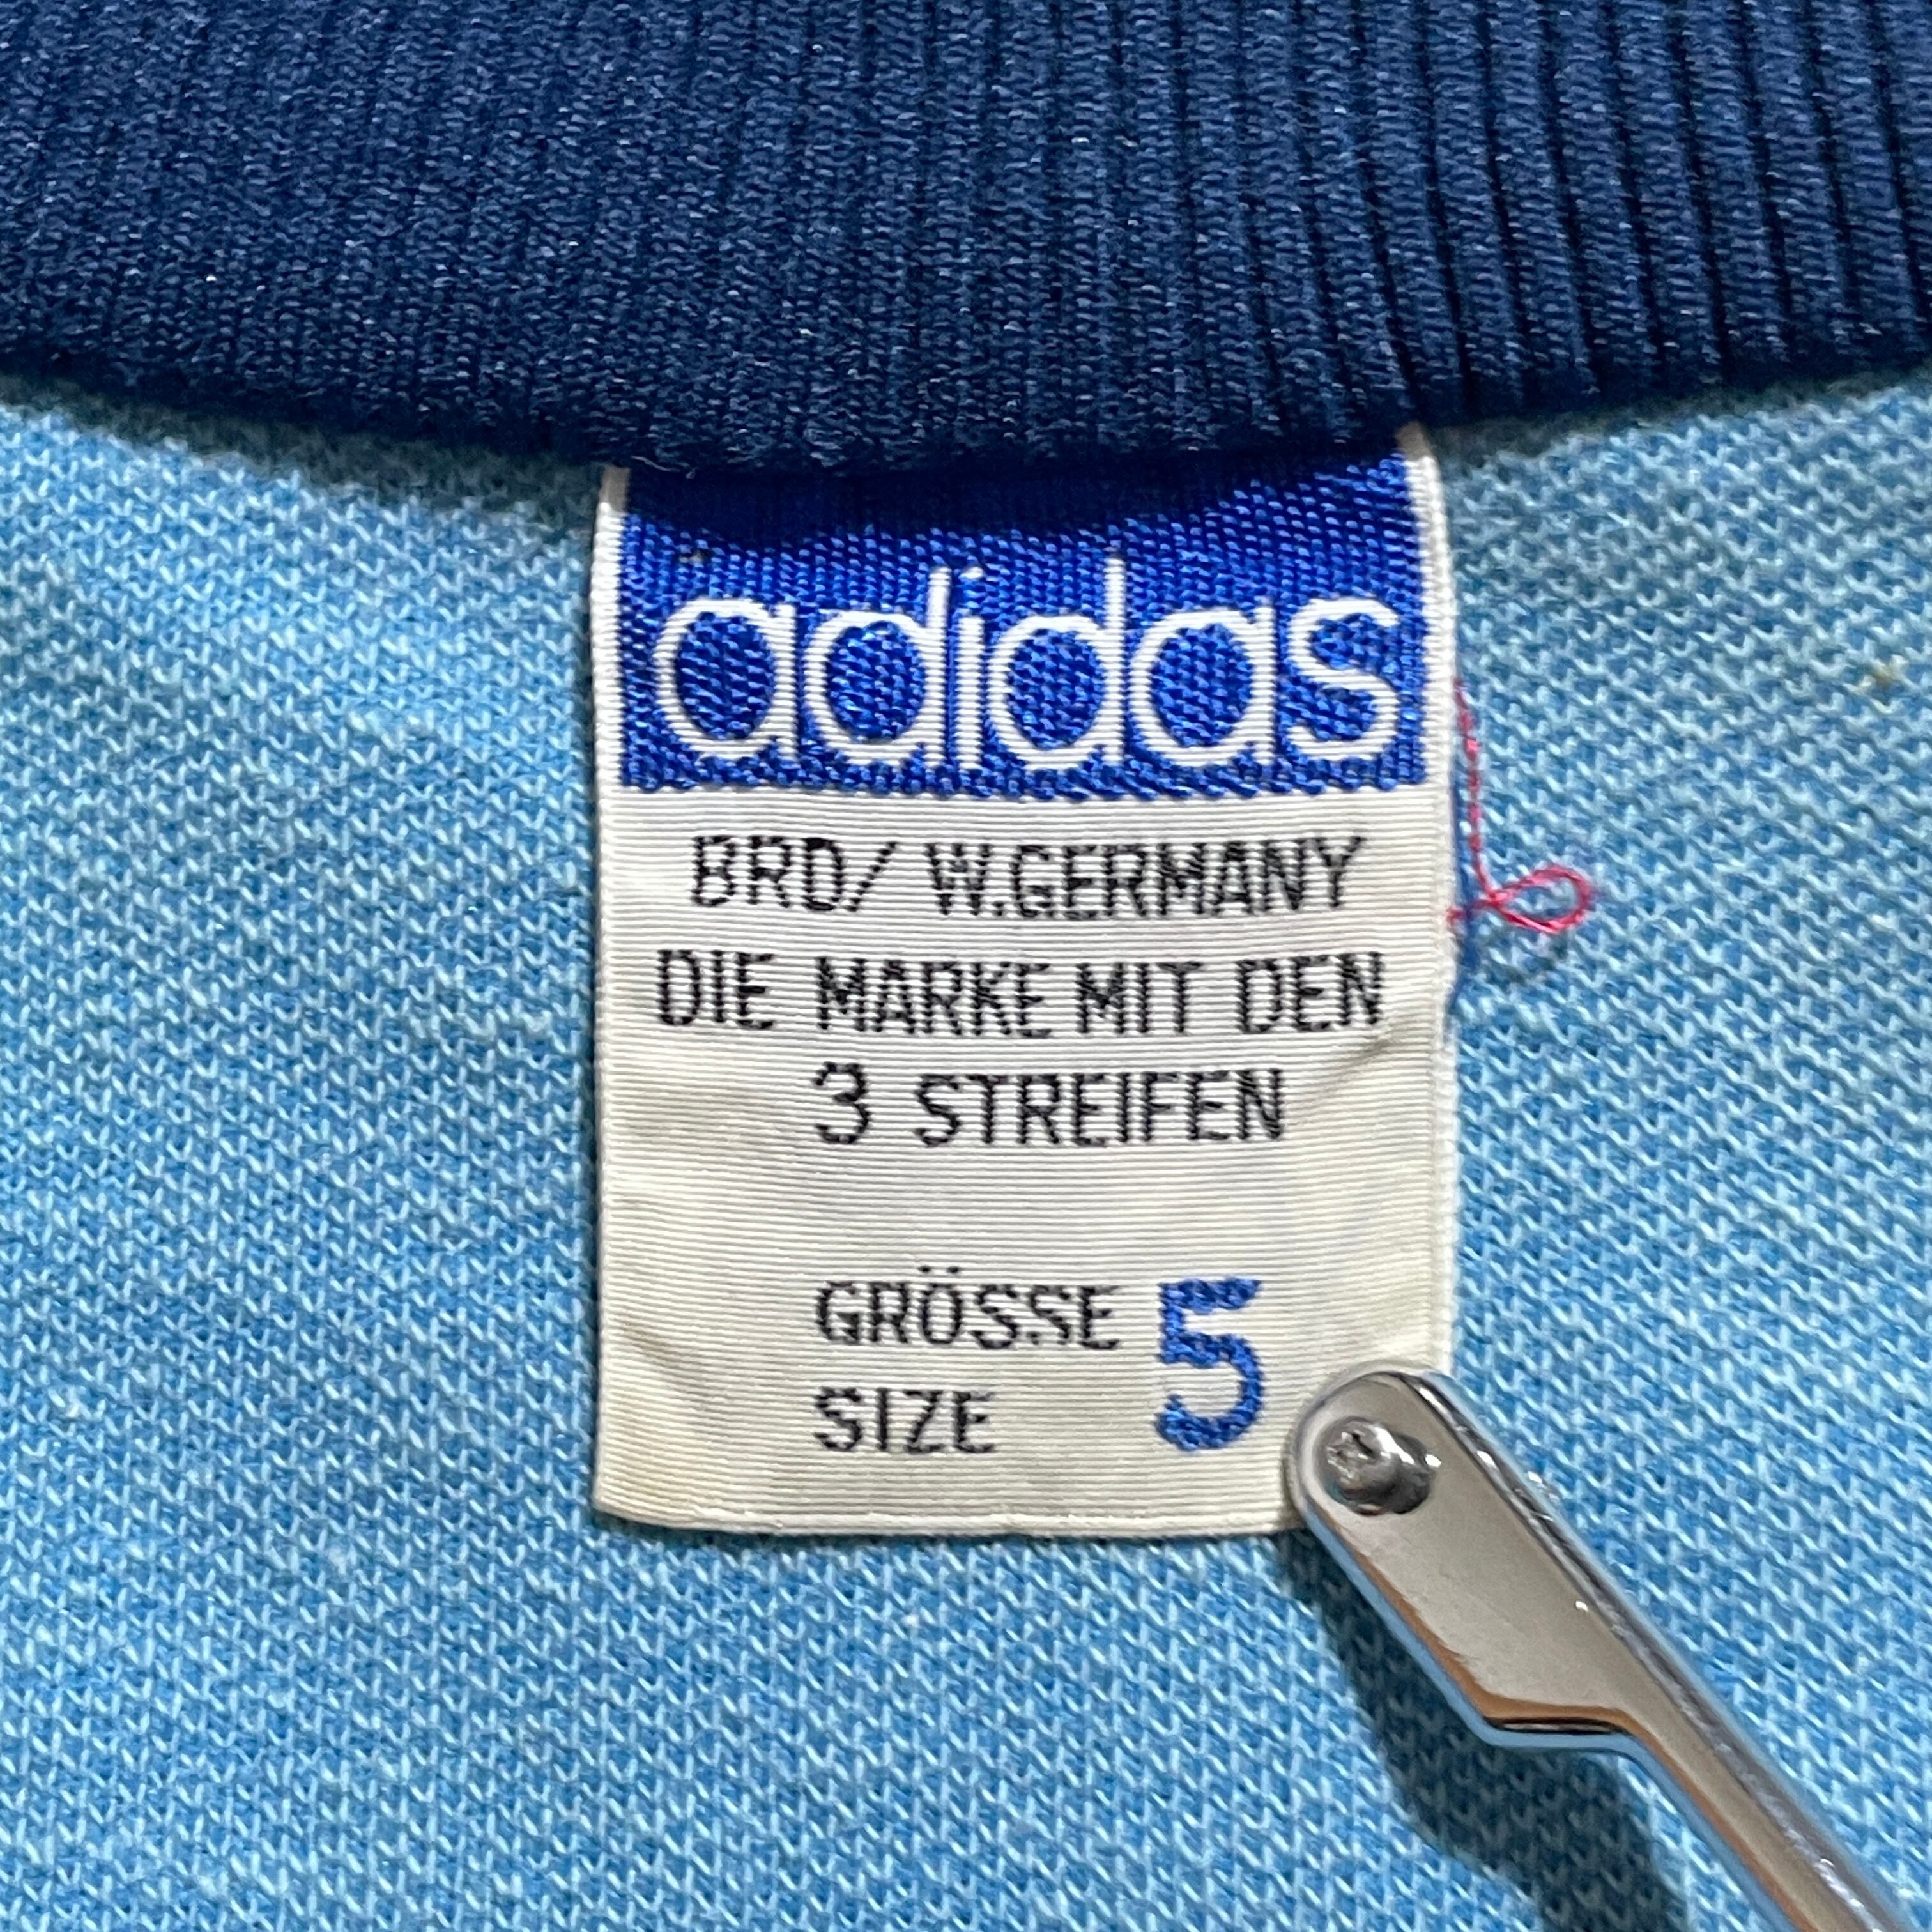 adidas
BRD/ W.GERMANY
DIE MARKE MIT DEN
3 STREIFEN
GRÖSSE 5
SIZE